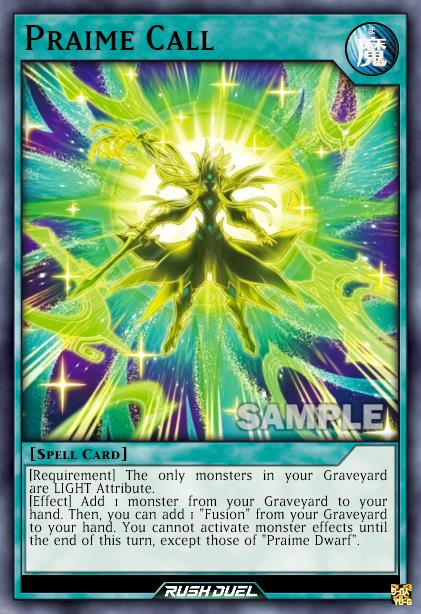 PRAIME CALL
ま
魔
SAMPLE
[SPELL CARD]
[Requirement] The only monsters in your Graveyard
are LIGHT Attribute.
[Effect] Add 1 monster from your Graveyard to your
hand. Then, you can add 1 "Fusion" from your Graveyard
to your hand. You cannot activate monster effects until
the end of this turn, except those of "Praime Dwarf".
RUSH DUEL